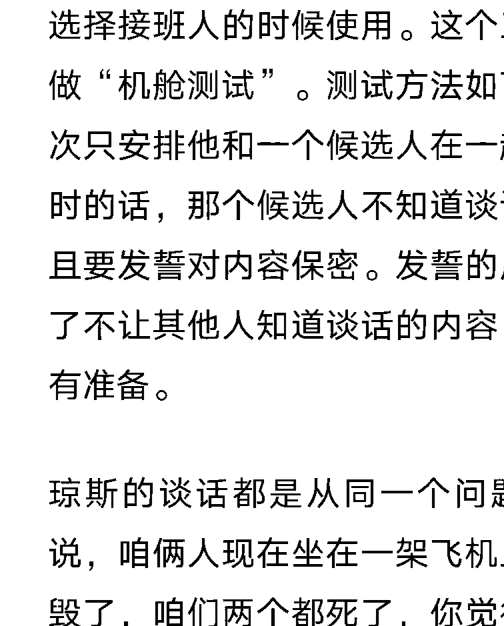 选择接班人的时候使用。这个
做“机舱测试”。测试方法如
次只安排他和一个候选人在一
时的话，那个候选人不知道谈
且要发誓对内容保密。发誓的
了不让其他人知道谈话的内容
有准备。
琼斯的谈话都是从同一个问题
说，咱俩人现在坐在一架飞机
毁了，咱们两个都死了，你觉